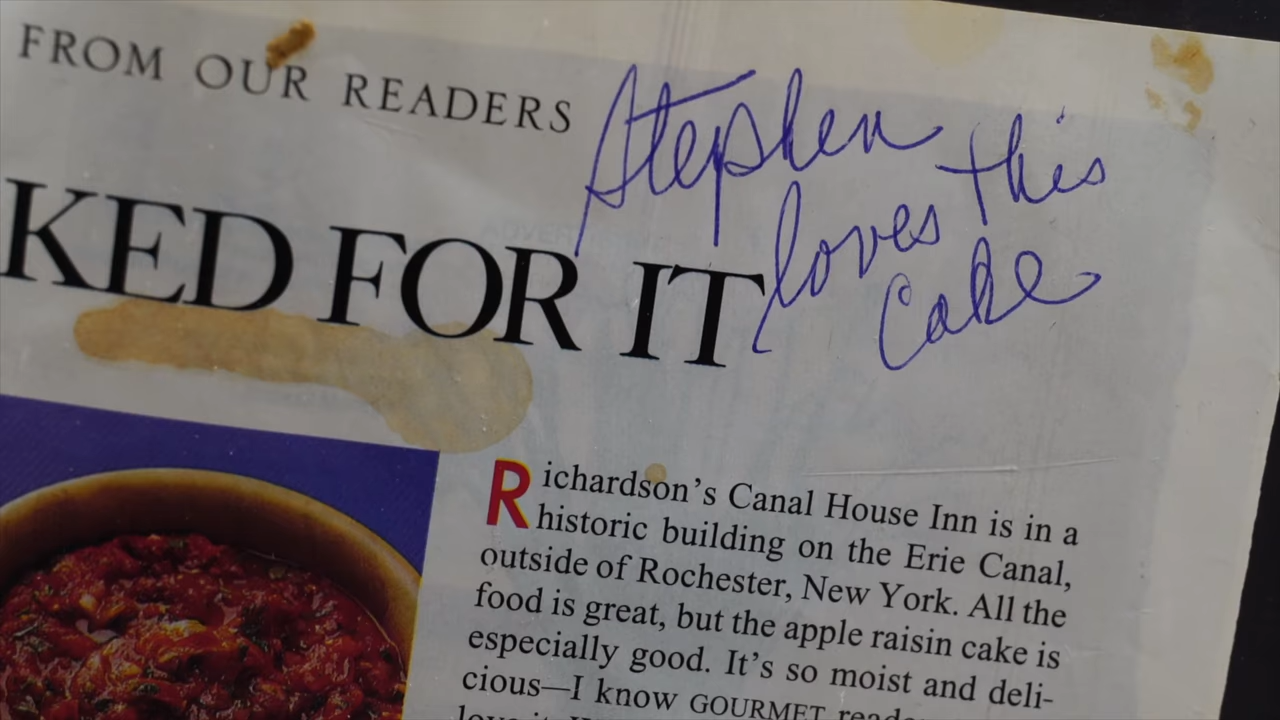 FROM OUR READERS
Stephen
loves this
Cake
KED FOR IT
Richardson's Canal House Inn is in a
historic building on the Erie Canal,
outside of Rochester, New York. All the
food is great, but the apple raisin cake is
especially good. It's so moist and deli-
cious—I know GOURMET
love it.